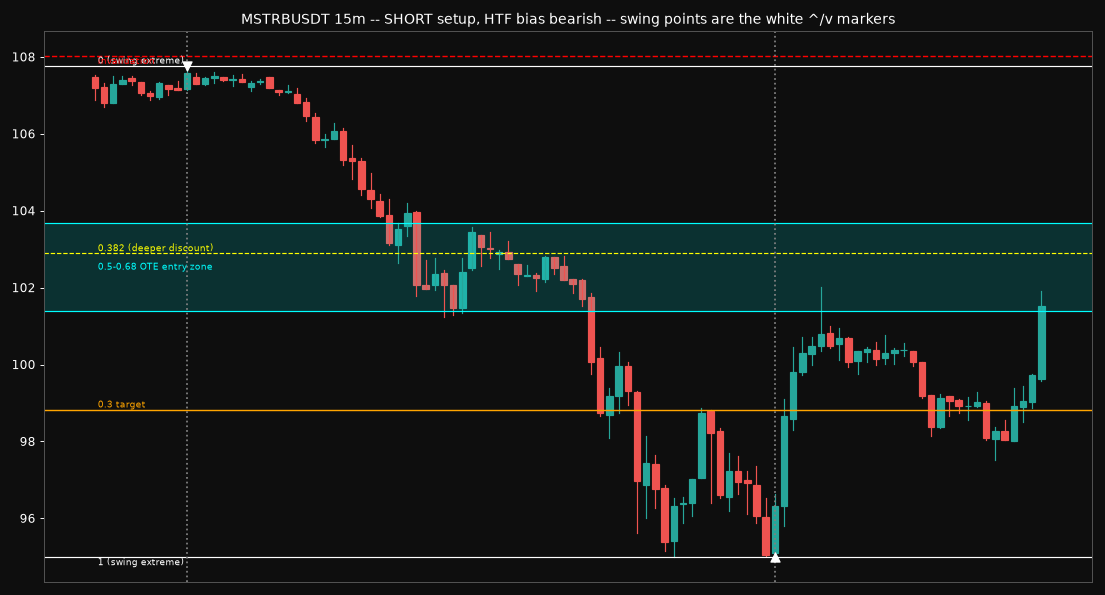 MSTRBUSDT 15m -- SHORT setup, HTF bias bearish -- swing points are the white ^/v markers
108
0 (swing extreme)
106
104
0.382 (deeper discount)
0.5-0.68 OTE entry zone
102
100
0.3 target
98
96
1 (swing extreme)